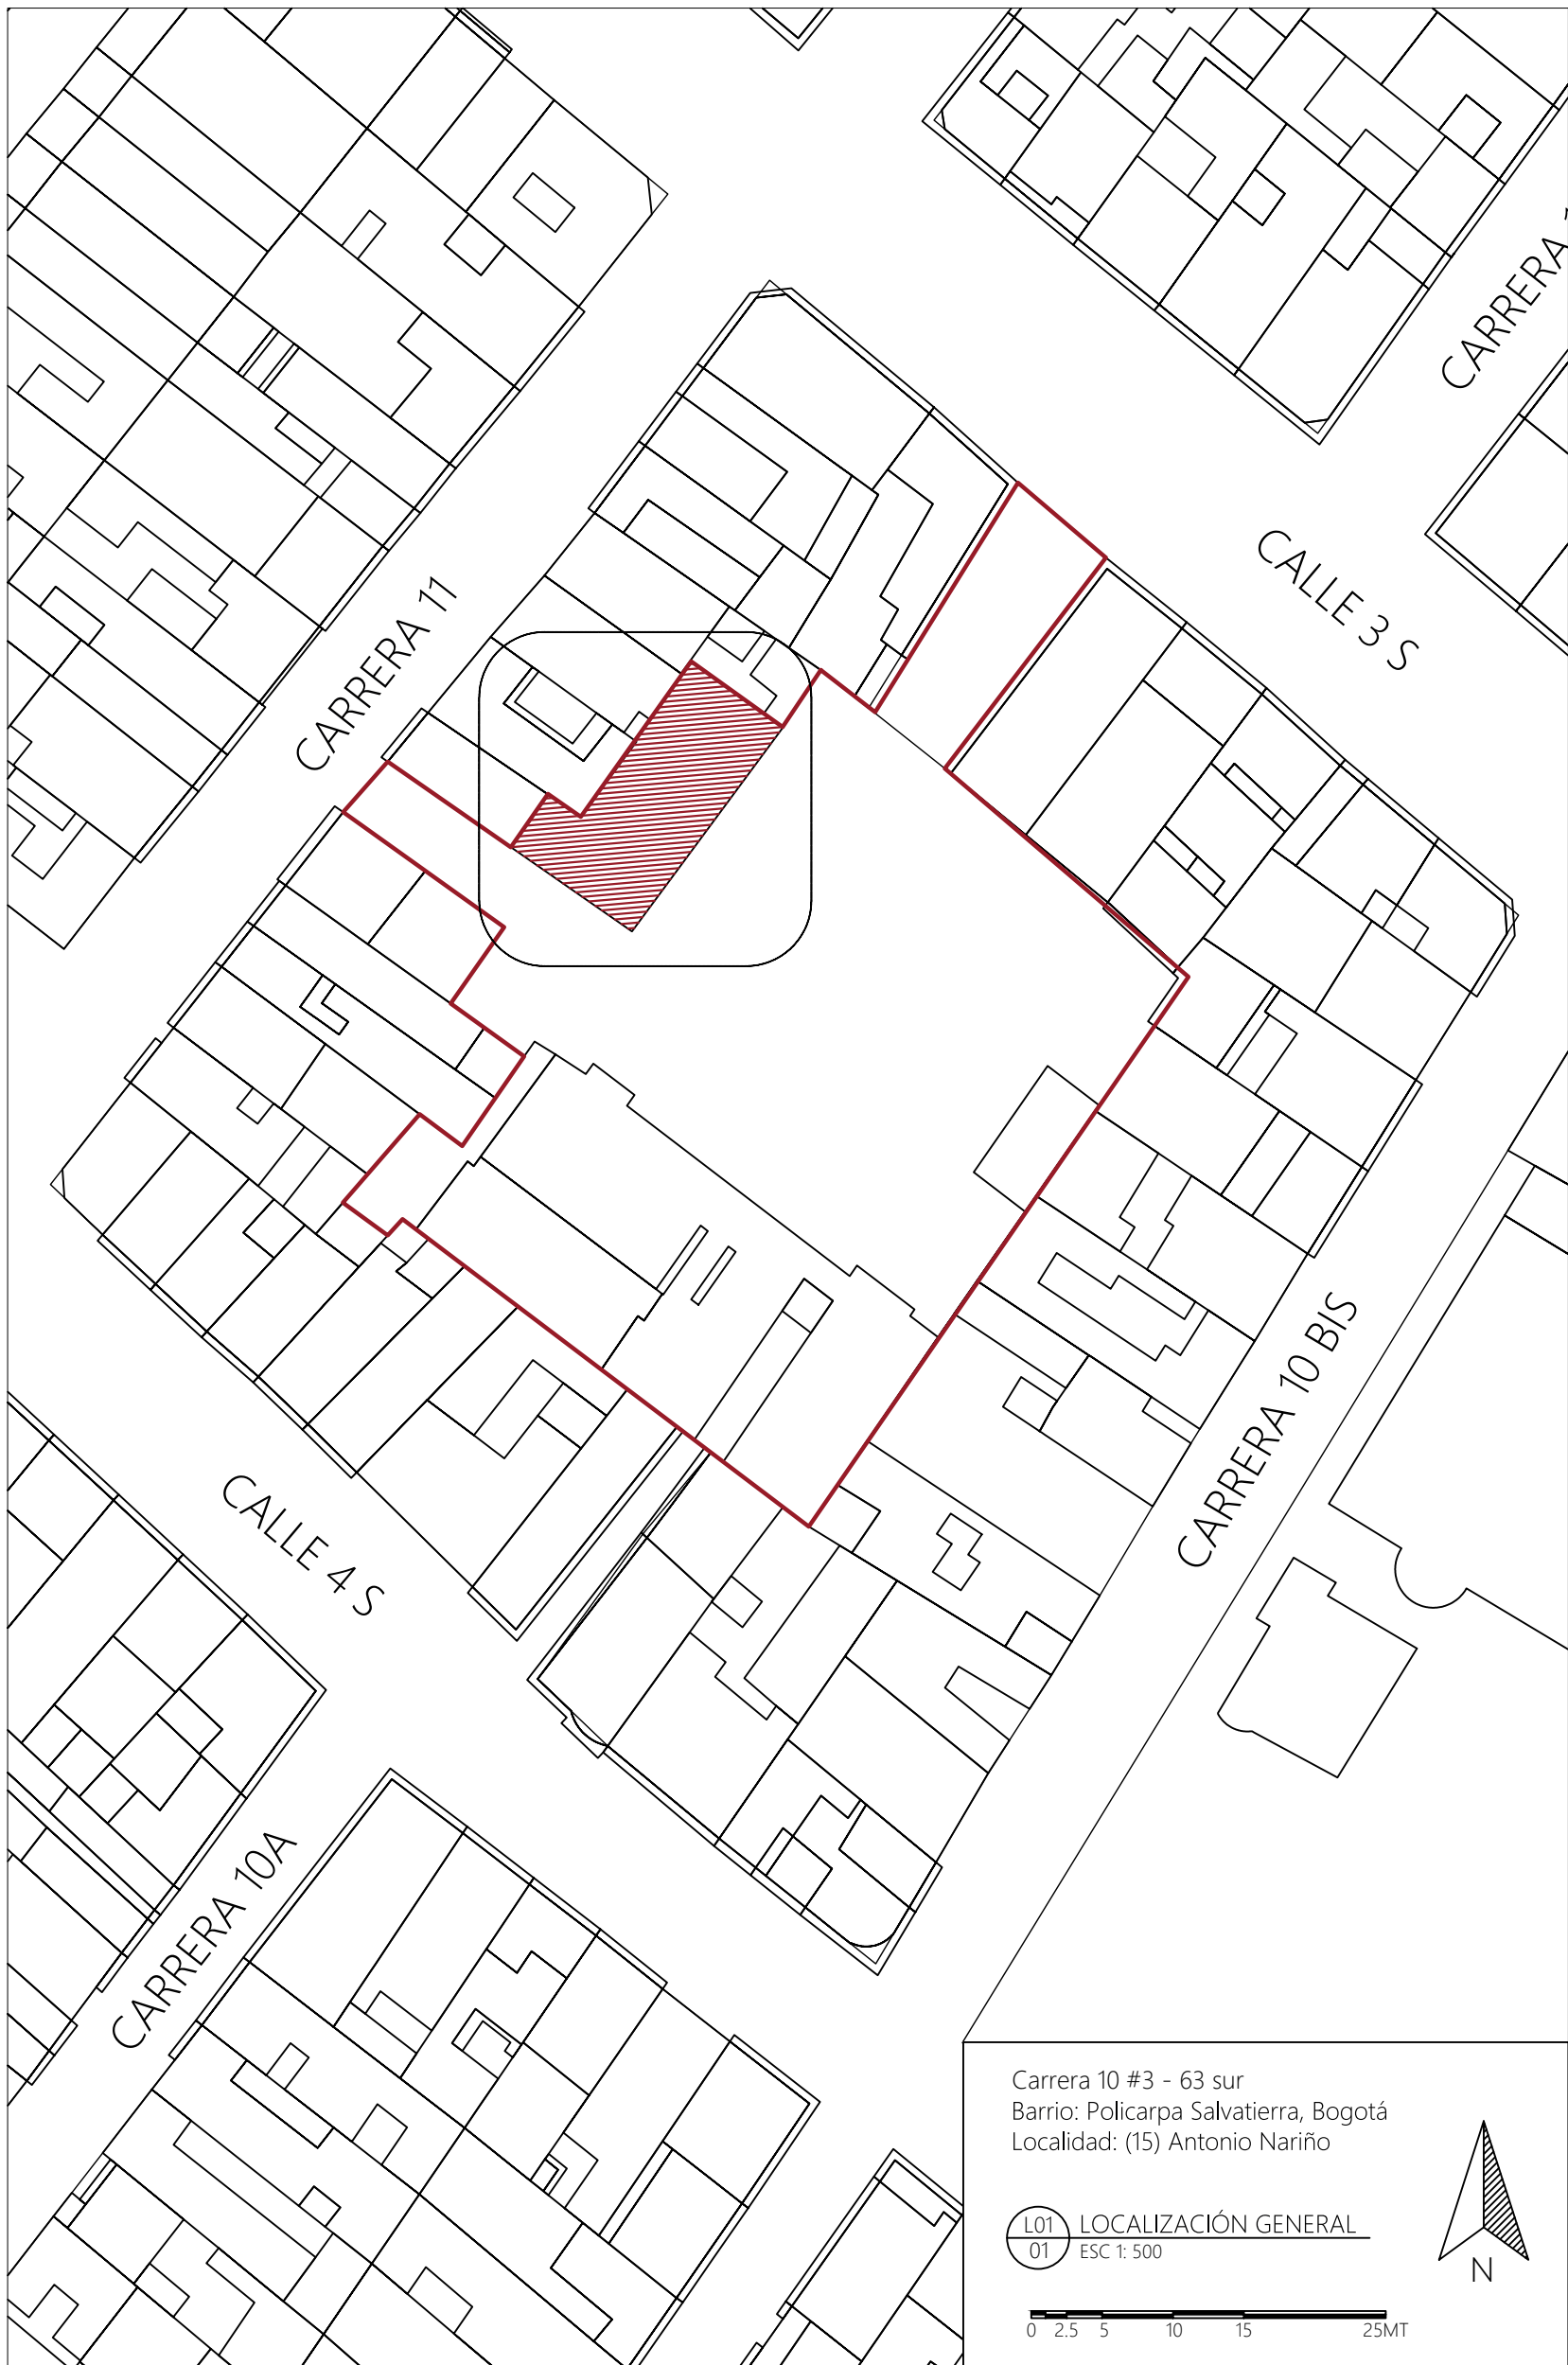 CARRERA
CALLE 3 S
CARRERA 11
CARRERA 10 BIS
CALLE 4 S
CARRERA 10A
Carrera 10 #3 - 63 sur
Barrio: Policarpa Salvatierra, Bogotá
Localidad: (15) Antonio Nariño
L01
01
LOCALIZACIÓN GENERAL
ESC 1: 500
N
0 2.5 5 10 15 25MT